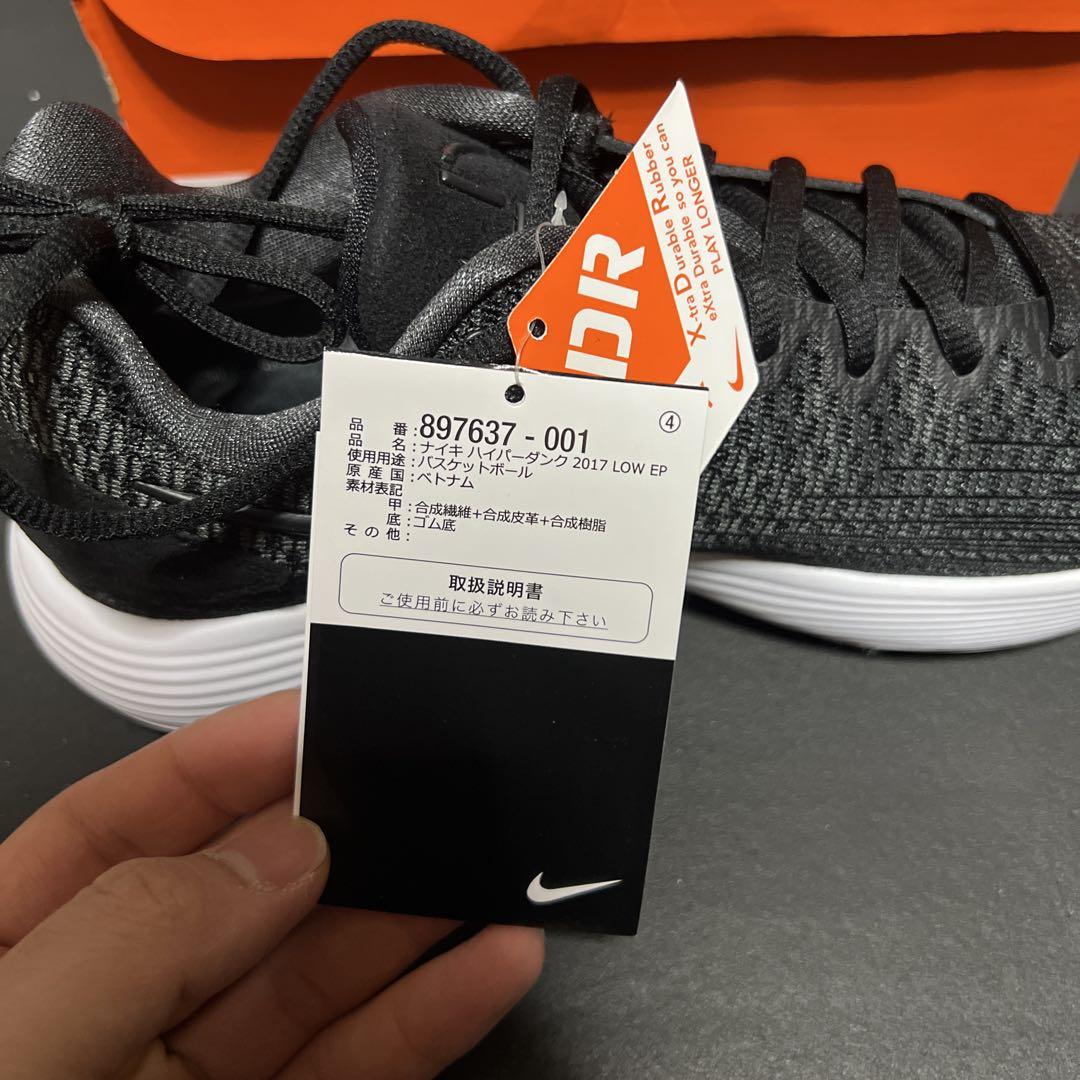 X-tra Durable Rubber
eXtra Durable so you can
PLAY LONGER
XDR
④
品番:897637-001
品名:ナイキ ハイパーダンク 2017 LOW EP
使用用途:バスケットボール
原産国:ベトナム
素材表記
甲:合成繊維+合成皮革+合成樹脂
底:ゴム底
その他:
取扱説明書
ご使用前に必ずお読み下さい